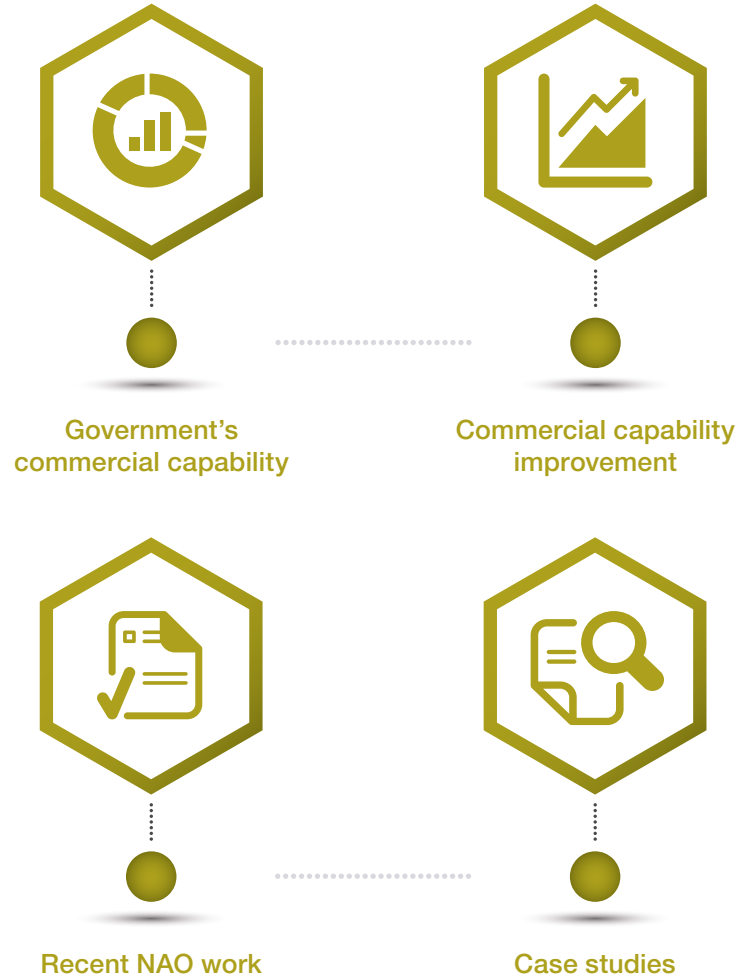 Government’s
commercial capability
Commercial capability
improvement
Recent NAO work
Case studies